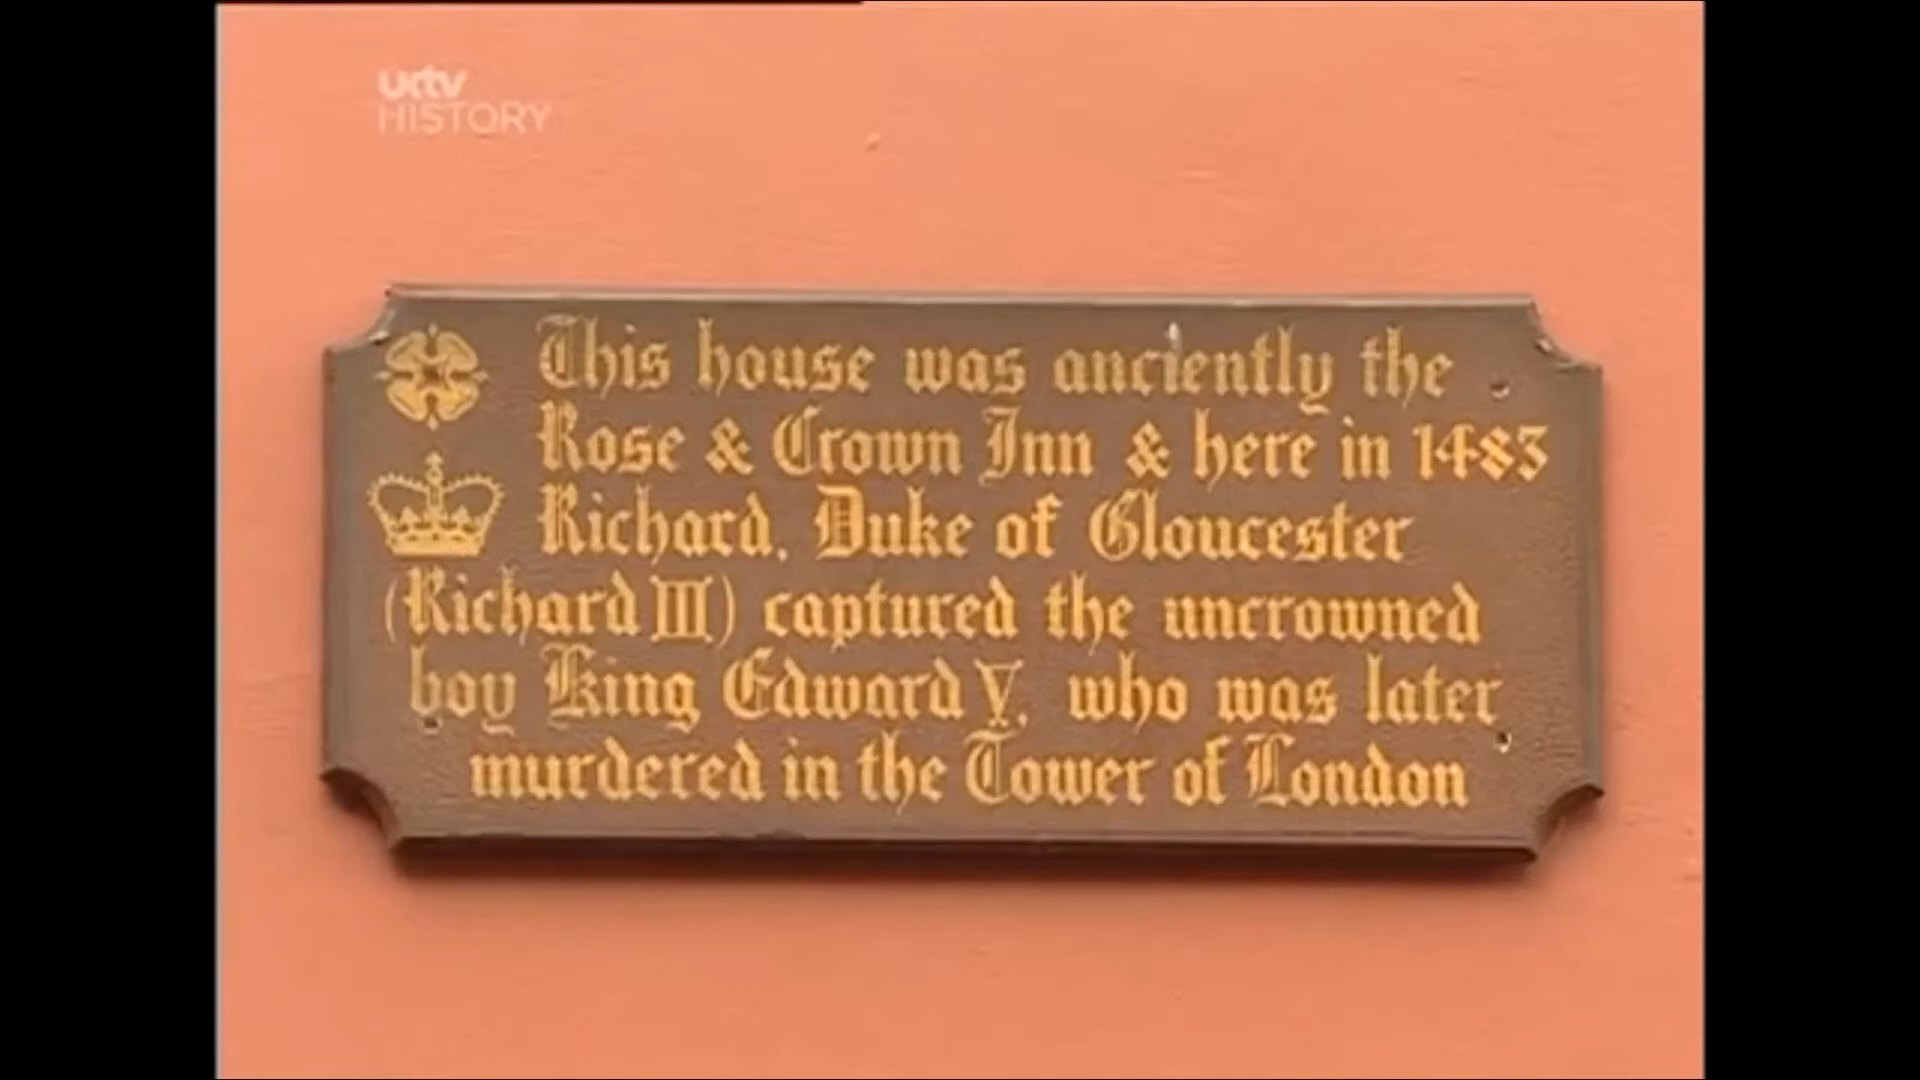 uktv
HISTORY
This house was anciently the
Rose & Crown Inn & here in 1483
Richard, Duke of Gloucester
(Richard III) captured the uncrowned
boy King Edward V, who was later
murdered in the Tower of London